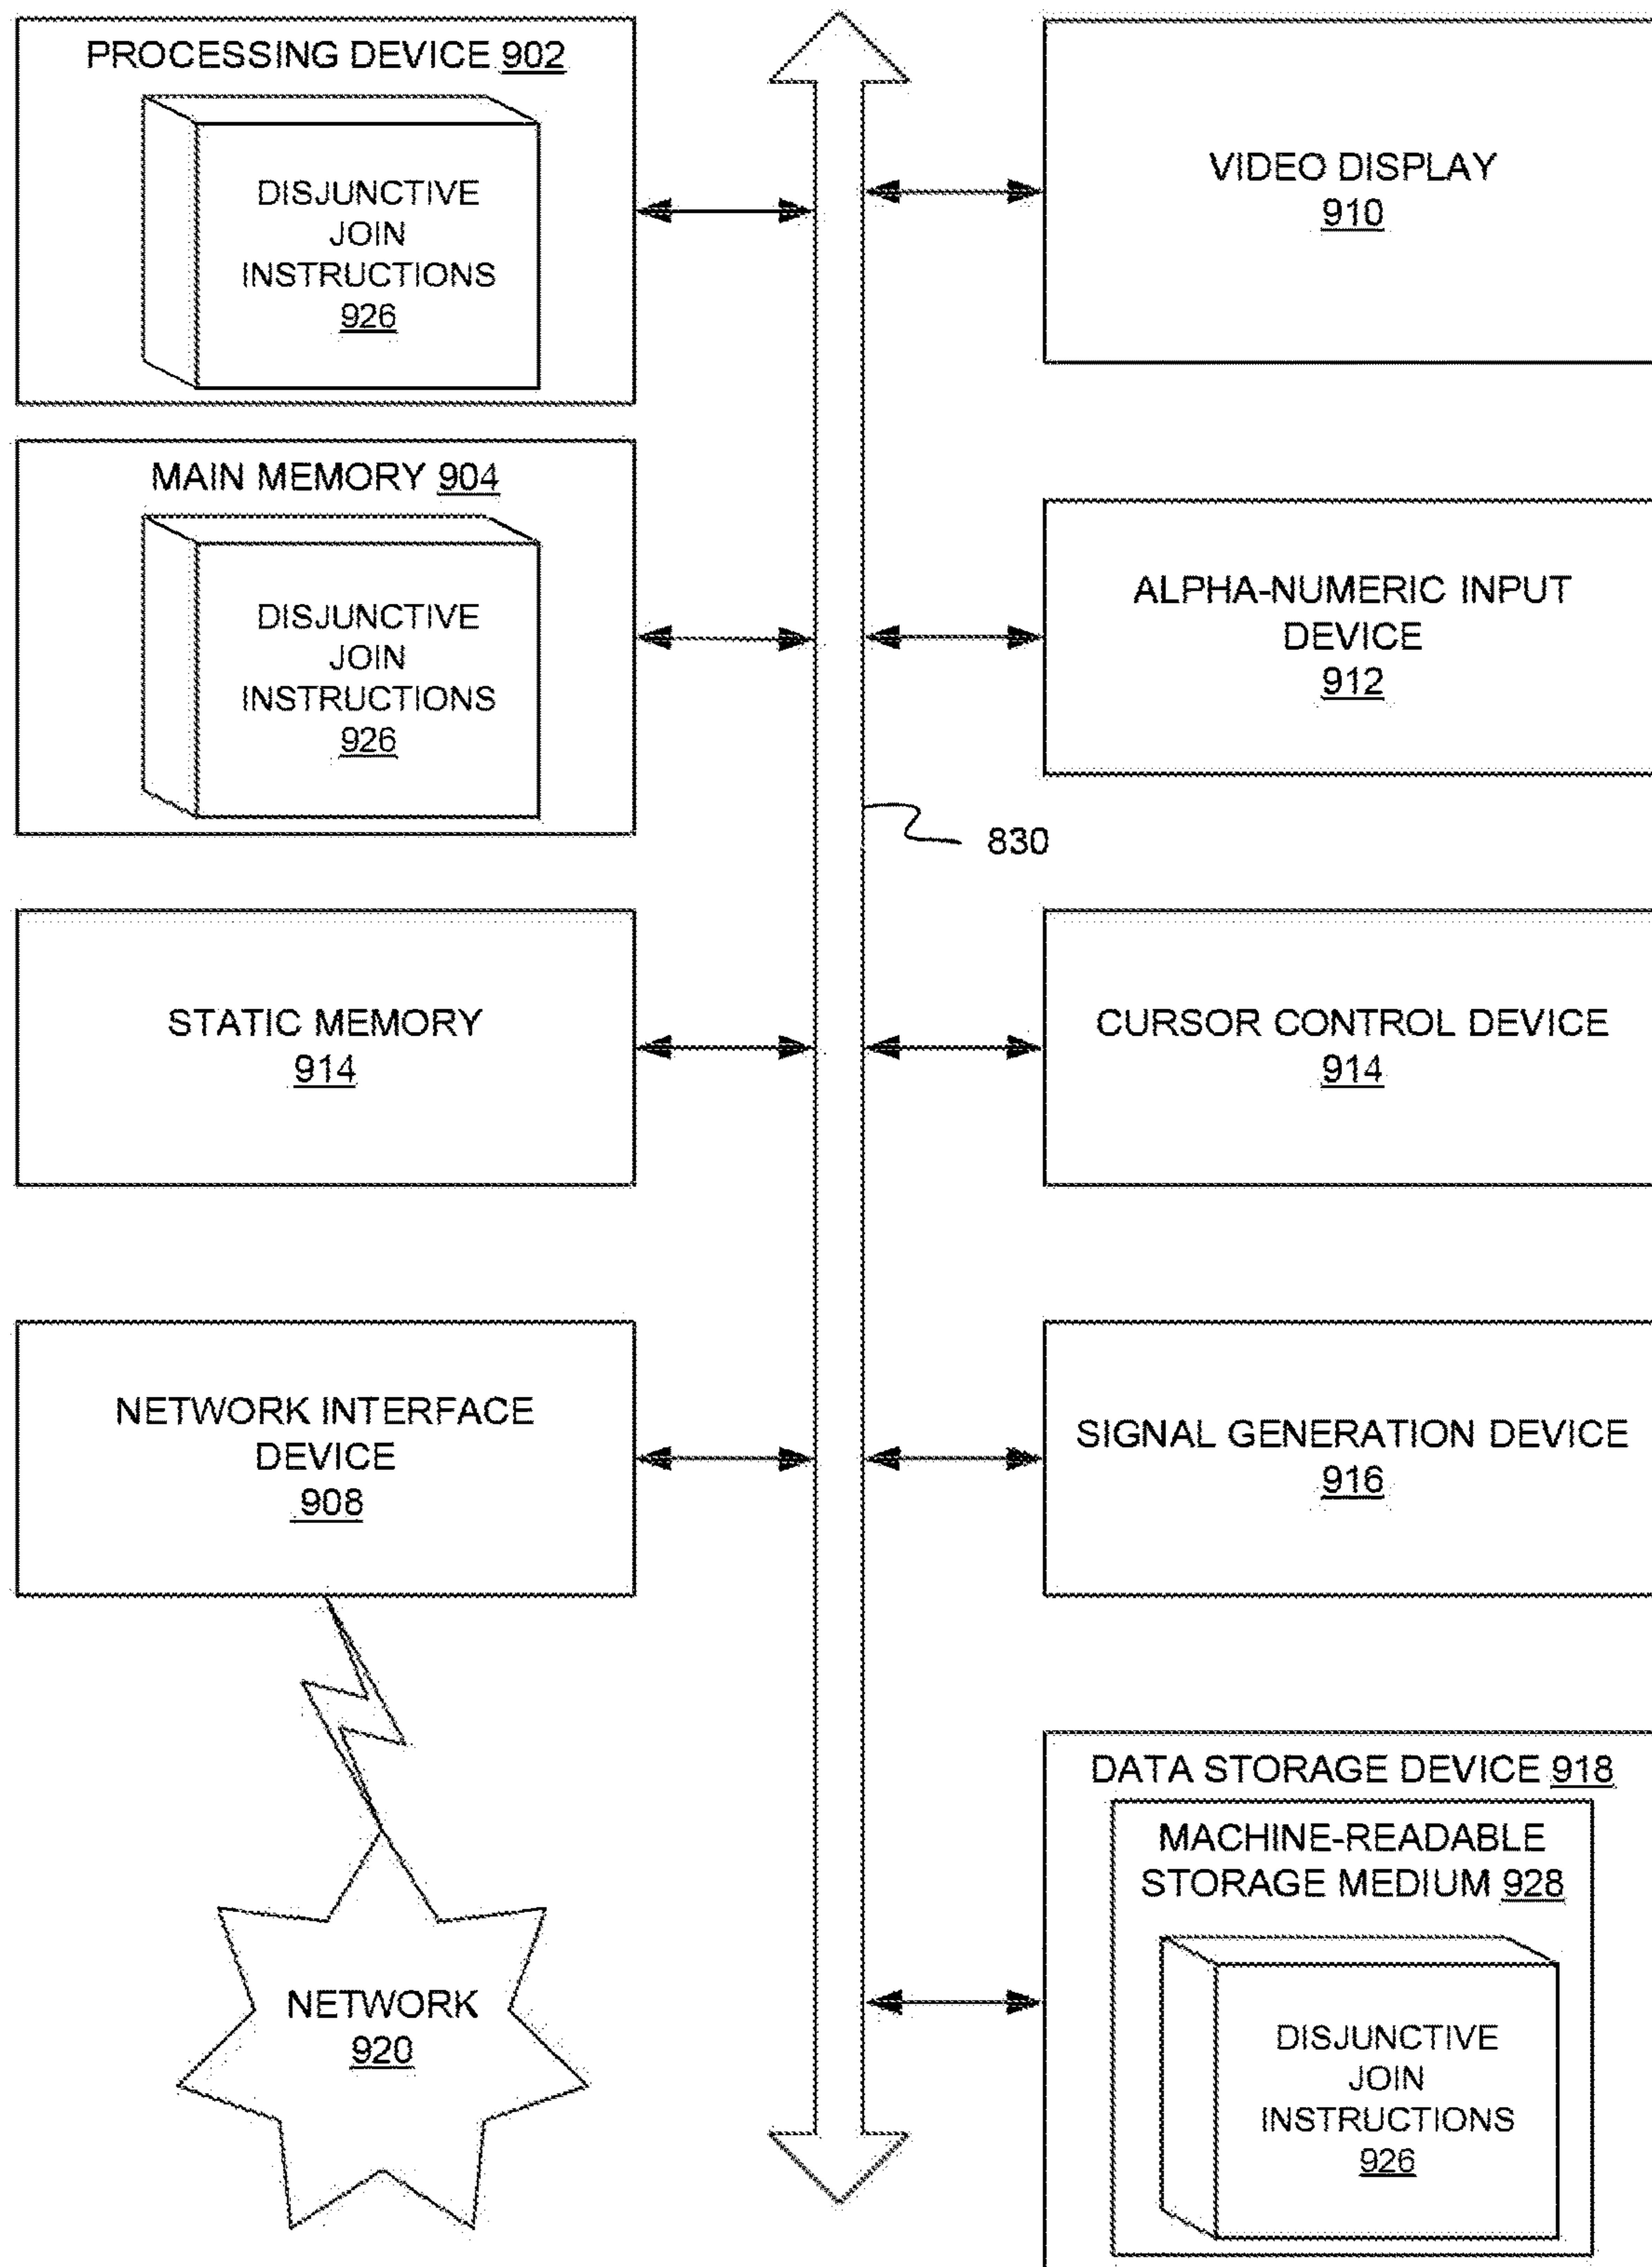 PROCESSING DEVICE 902
DISJUNCTIVE
JOIN
INSTRUCTIONS
926
MAIN MEMORY 904
DISJUNCTIVE
JOIN
INSTRUCTIONS
926
STATIC MEMORY
914
NETWORK INTERFACE
DEVICE
908
NETWORK
920
830
VIDEO DISPLAY
910
ALPHA-NUMERIC INPUT
DEVICE
912
CURSOR CONTROL DEVICE
914
SIGNAL GENERATION DEVICE
916
DATA STORAGE DEVICE 918
MACHINE-READABLE
STORAGE MEDIUM 928
DISJUNCTIVE
JOIN
INSTRUCTIONS
926